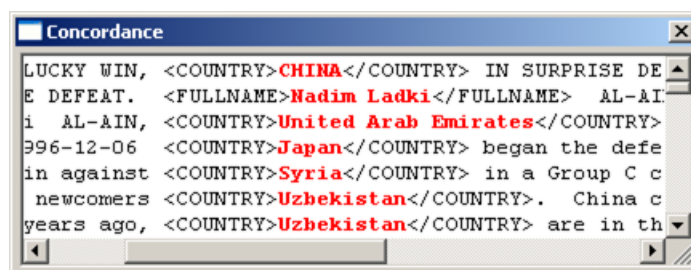 Concordance
LUCKY WIN, <COUNTRY>CHINA</COUNTRY> IN SURPRISE DE
E DEFEAT. <FULLNAME>Nadim Ladki</FULLNAME> AL-AI
i AL-AIN, <COUNTRY>United Arab Emirates</COUNTRY>
996-12-06 <COUNTRY>Japan</COUNTRY> began the defe
in against <COUNTRY>Syria</COUNTRY> in a Group C c
newcomers <COUNTRY>Uzbekistan</COUNTRY>. China c
years ago, <COUNTRY>Uzbekistan</COUNTRY> are in th